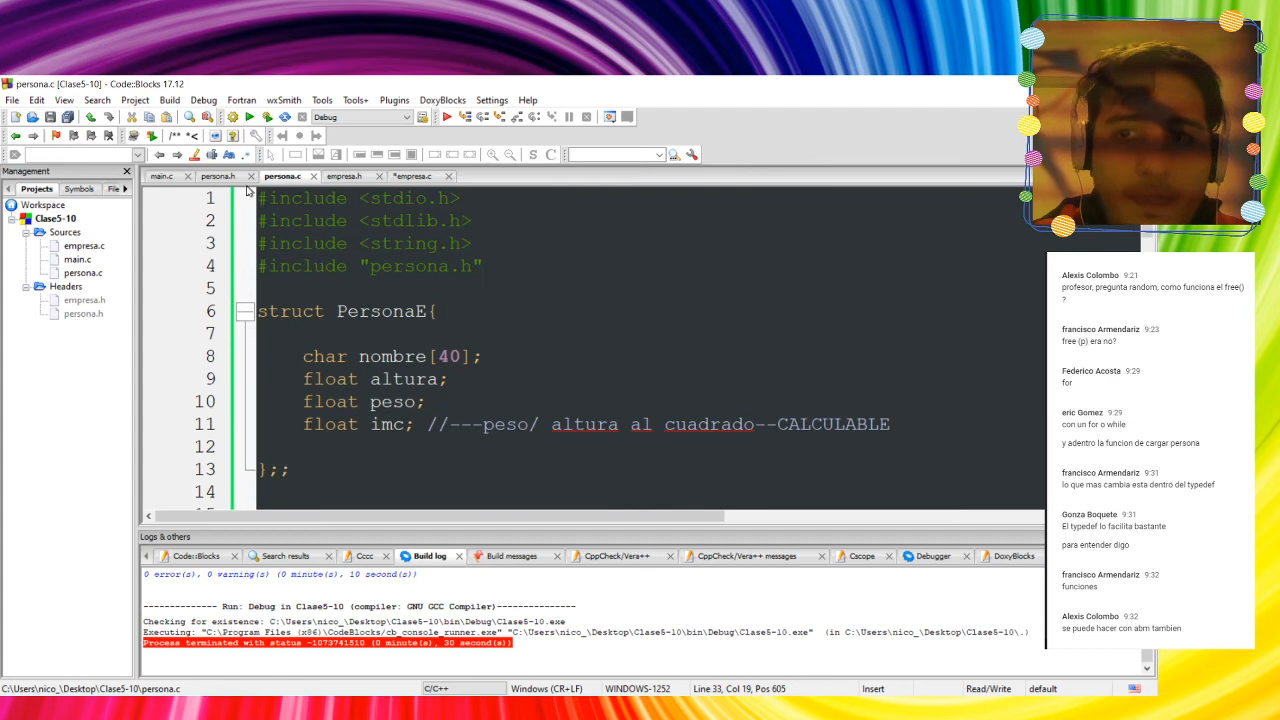 persona.c [Clase5-10] - Code::Blocks 17.12
File Edit View Search Project Build Debug Fortran wxSmith Tools Tools+ Plugins DoxyBlocks Settings Help
Debug
/** *<
Aa .*
S C
Management
Projects Symbols File
main.c persona.h persona.c empresa.h *empresa.c
Workspace
Clase5-10
Sources
empresa.c
main.c
persona.c
Headers
empresa.h
persona.h
1 #include <stdio.h>
2 #include <stdlib.h>
3 #include <string.h>
4 #include "persona.h"
5
6 struct PersonaE{
7
8 char nombre[40];
9 float altura;
10 float peso;
11 float imc; //---peso/ altura al cuadrado--CALCULABLE
12
13 };;
14
Logs & others
Code::Blocks Search results Cccc Build log Build messages CppCheck/Vera++ CppCheck/Vera++ messages Cscope Debugger DoxyBlocks
0 error(s), 0 warning(s) (0 minute(s), 10 second(s))
-------------- Run: Debug in Clase5-10 (compiler: GNU GCC Compiler)---------------
Checking for existence: C:\Users\nico_\Desktop\Clase5-10\bin\Debug\Clase5-10.exe
Executing: "C:\Program Files (x86)\CodeBlocks/cb_console_runner.exe" "C:\Users\nico_\Desktop\Clase5-10\bin\Debug\Clase5-10.exe" (in C:\Users\nico_\Desktop\Clase5-10\.)
Process terminated with status -1073741510 (0 minute(s), 30 second(s))
C:\Users\nico_\Desktop\Clase5-10\persona.c C/C++ Windows (CR+LF) WINDOWS-1252 Line 33, Col 19, Pos 605 Insert Read/Write default
Alexis Colombo 9:21
profesor, pregunta random, como funciona el free()
?
francisco Armendariz 9:23
free (p) era no?
Federico Acosta 9:29
for
eric Gomez 9:29
con un for o while
y adentro la funcion de cargar persona
francisco Armendariz 9:31
lo que mas cambia esta dentro del typedef
Gonza Boquete 9:31
El typedef lo facilita bastante
para entender digo
francisco Armendariz 9:32
funciones
Alexis Colombo 9:32
se puede hacer con abm tambien